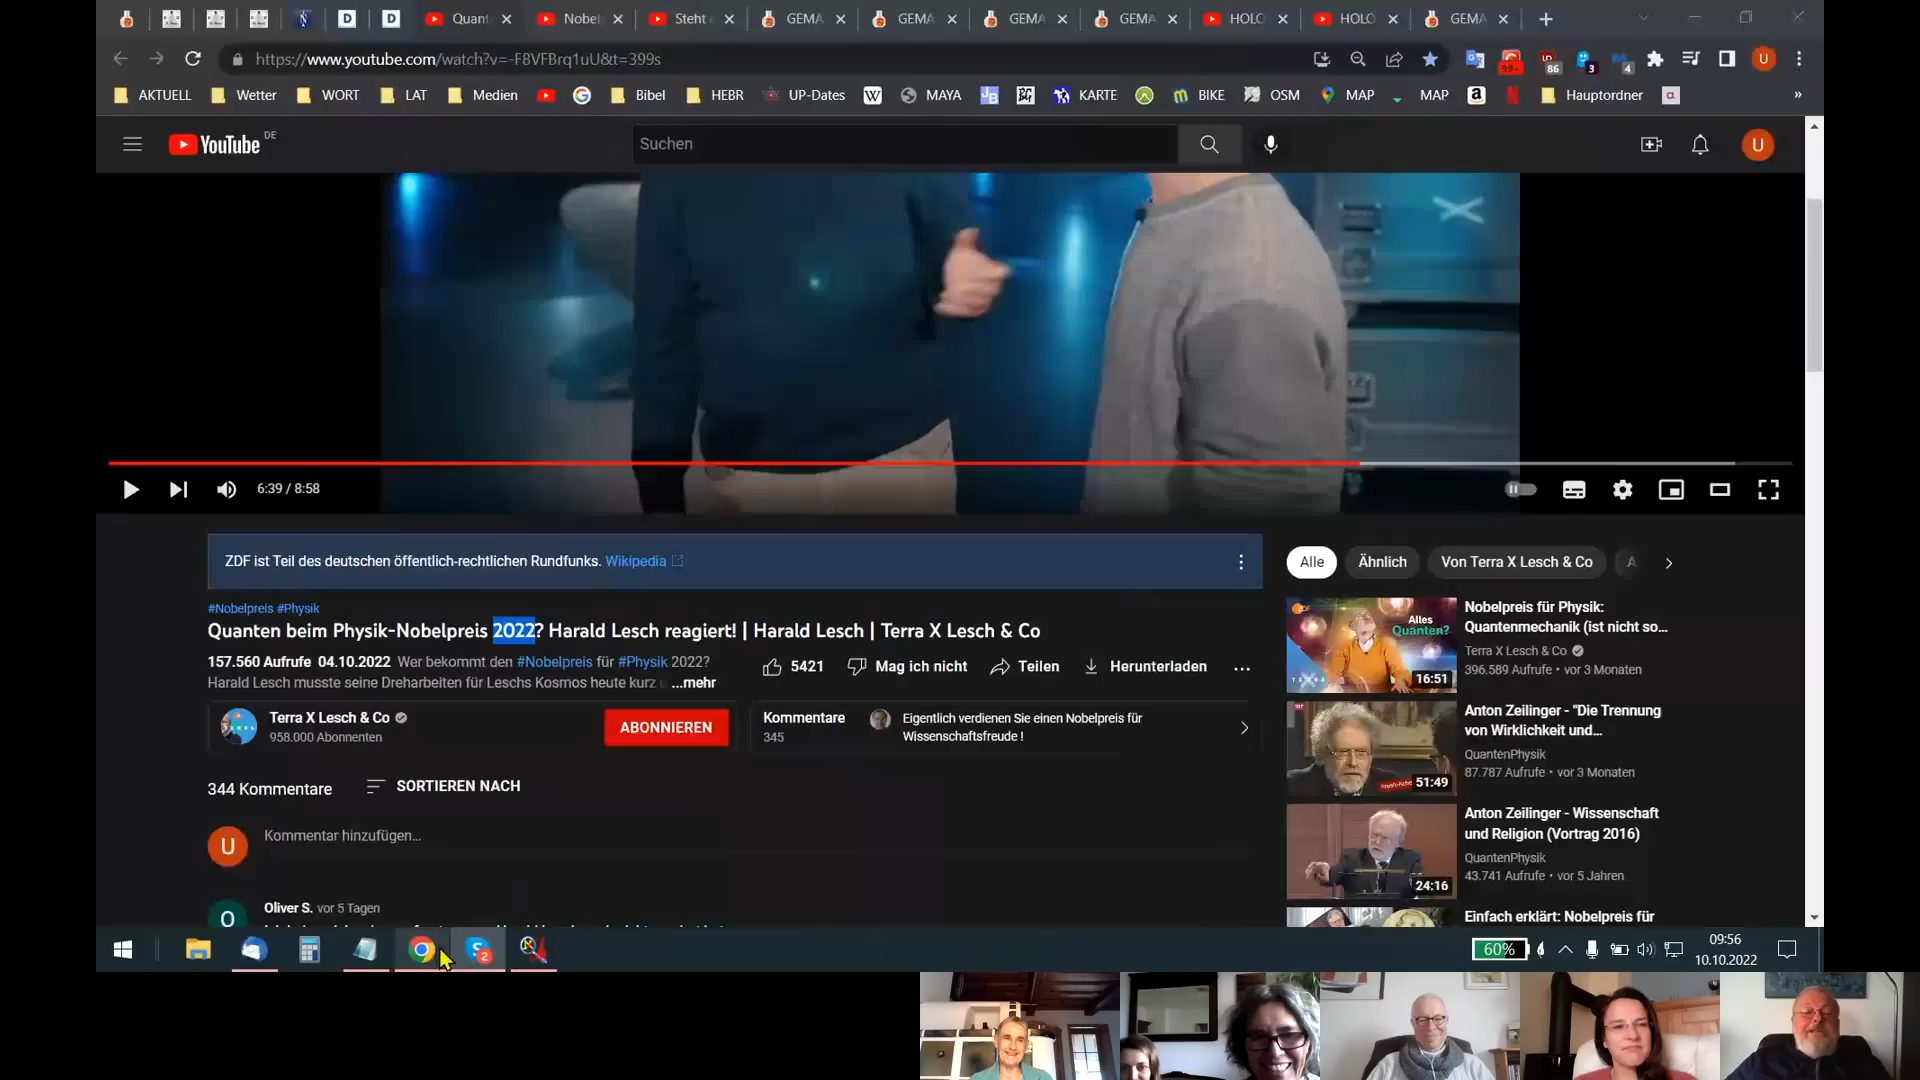 Quant
Nobel
Steht
GEMA
GEMA
GEMA
GEMA
HOLO
HOLO
GEMA
https://www.youtube.com/watch?v=-F8VFBrq1uU&t=399s
99+
86
3
4
U
AKTUELL
Wetter
WORT
LAT
Medien
Bibel
HEBR
UP-Dates
MAYA
KARTE
BIKE
OSM
MAP
MAP
Hauptordner
»
YouTube DE
Suchen
U
6:39 / 8:58
ZDF ist Teil des deutschen öffentlich-rechtlichen Rundfunks. Wikipedia
#Nobelpreis #Physik
Quanten beim Physik-Nobelpreis 2022? Harald Lesch reagiert! | Harald Lesch | Terra X Lesch & Co
157.560 Aufrufe 04.10.2022 Wer bekommt den #Nobelpreis für #Physik 2022?
Harald Lesch musste seine Dreharbeiten für Leschs Kosmos heute kurz u ...mehr
5421
Mag ich nicht
Teilen
Herunterladen
Terra X Lesch & Co
958.000 Abonnenten
ABONNIEREN
Kommentare
345
Eigentlich verdienen Sie einen Nobelpreis für
Wissenschaftsfreude !
344 Kommentare
SORTIEREN NACH
U
Kommentar hinzufügen...
O
Oliver S. vor 5 Tagen
Alle
Ähnlich
Von Terra X Lesch & Co
A
Alles
Quanten?
16:51
Nobelpreis für Physik:
Quantenmechanik (ist nicht so...
Terra X Lesch & Co
396.589 Aufrufe • vor 3 Monaten
51:49
Anton Zeilinger - "Die Trennung
von Wirklichkeit und...
QuantenPhysik
87.787 Aufrufe • vor 3 Monaten
24:16
Anton Zeilinger - Wissenschaft
und Religion (Vortrag 2016)
QuantenPhysik
43.741 Aufrufe • vor 5 Jahren
Einfach erklärt: Nobelpreis für
2
60%
09:56
10.10.2022